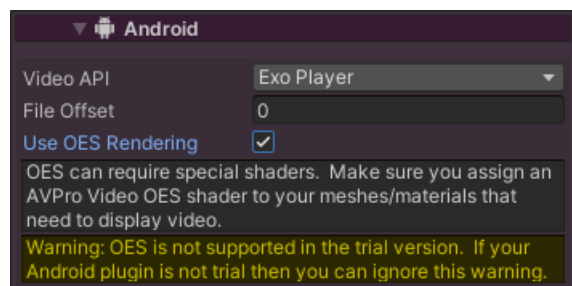 Android
Video API
Exo Player
File Offset
0
Use OES Rendering
OES can require special shaders.  Make sure you assign an
AVPro Video OES shader to your meshes/materials that
need to display video.
Warning: OES is not supported in the trial version.  If your
Android plugin is not trial then you can ignore this warning.